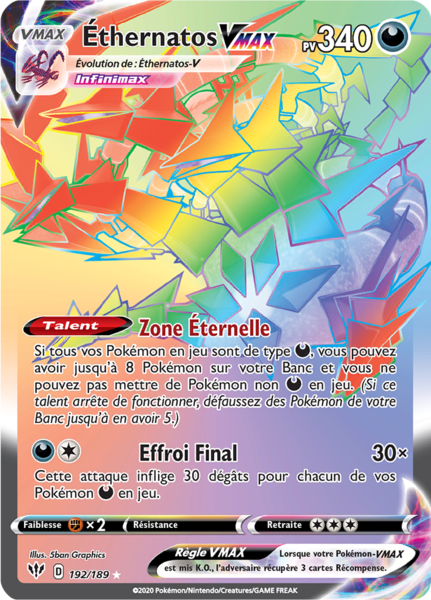 VMAX
Éthernatos VMAX PV 340
Évolution de : Éthernatos-V
Infinimax
Talent Zone Éternelle
Si tous vos Pokémon en jeu sont de type , vous pouvez
avoir jusqu'à 8 Pokémon sur votre Banc et vous ne
pouvez pas mettre de Pokémon non en jeu. (Si ce
talent arrête de fonctionner, défaussez des Pokémon de votre
Banc jusqu'à en avoir 5.)
Effroi Final 30×
Cette attaque inflige 30 dégâts pour chacun de vos
Pokémon en jeu.
Faiblesse ×2 Résistance Retraite
Illus. 5ban Graphics
D 192/189
Règle VMAX Lorsque votre Pokémon-VMAX
est mis K.O., l'adversaire récupère 3 cartes Récompense.
©2020 Pokémon/Nintendo/Creatures/GAME FREAK